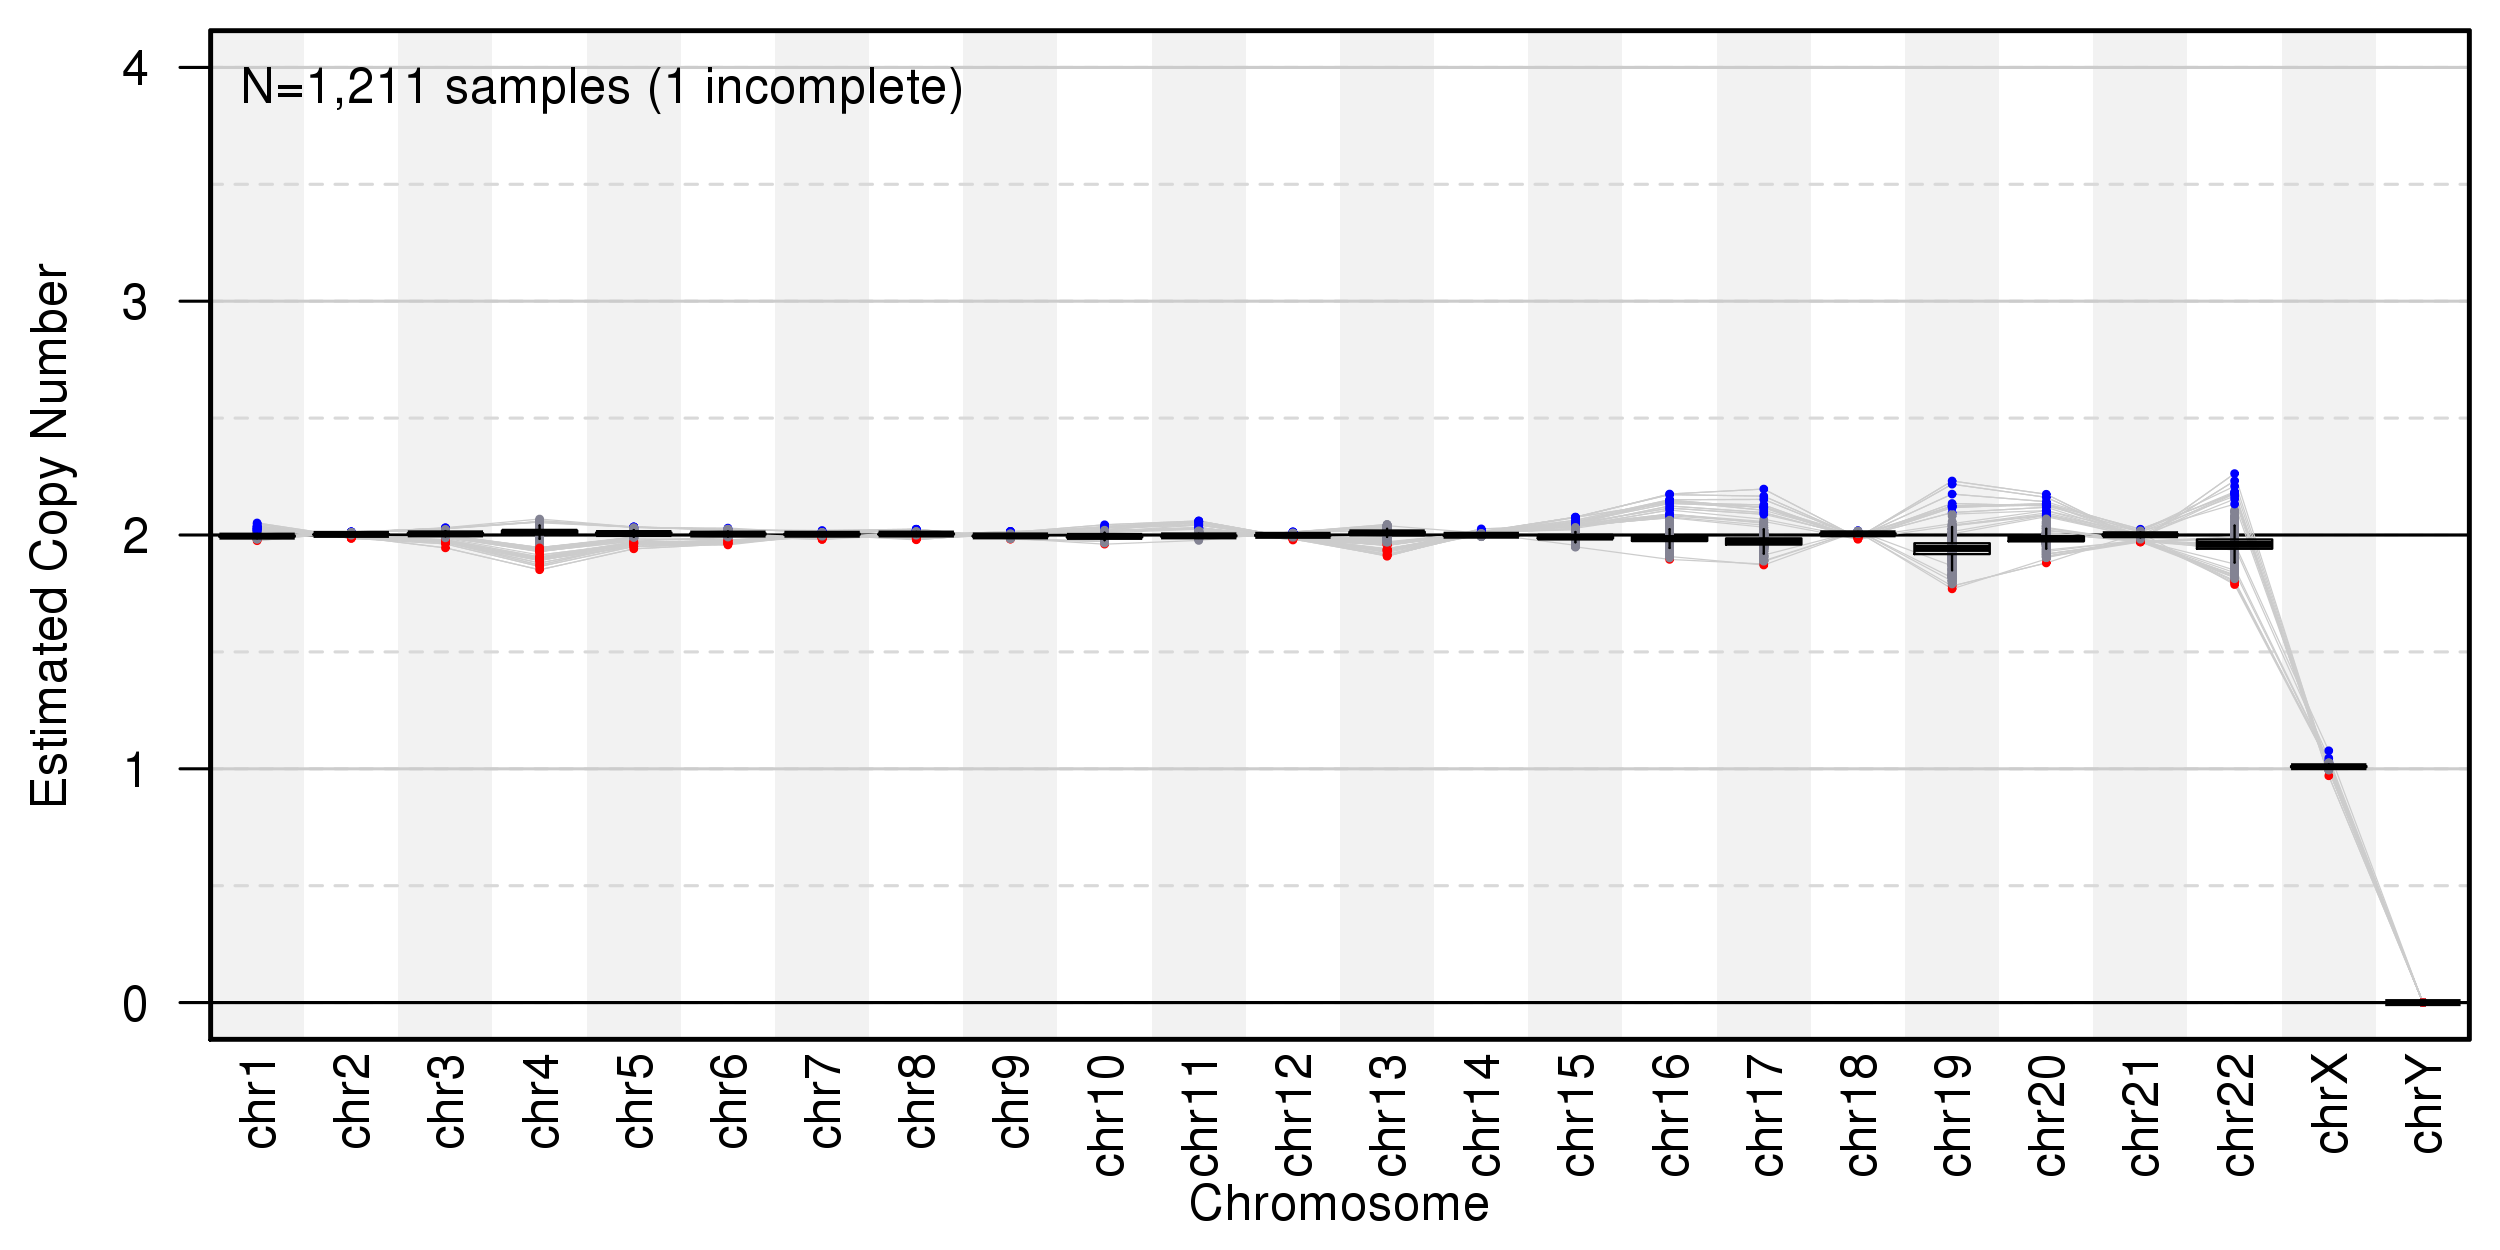 N=1,211 samples (1 incomplete)
4
3
2
1
0
Estimated Copy Number
chr1
chr2
chr3
chr4
chr5
chr6
chr7
chr8
chr9
chr10
chr11
chr12
chr13
chr14
chr15
chr16
chr17
chr18
chr19
chr20
chr21
chr22
chrX
chrY
Chromosome